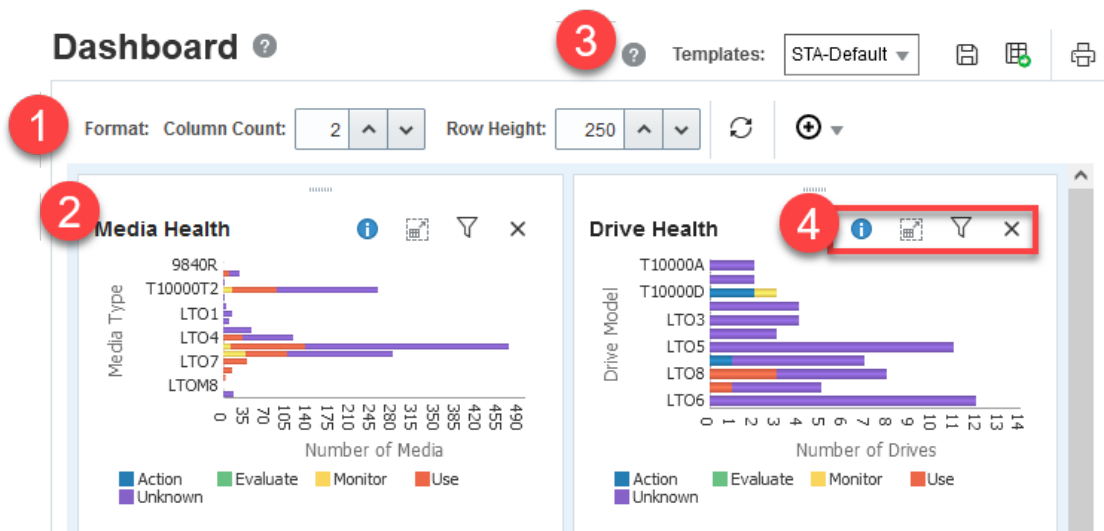 Dashboard ?
3
? Templates: STA-Default
1
Format: Column Count: 2 Row Height: 250
2
Media Health i
9840R
T10000T2
LTO1
LTO4
LTO7
LTOM8
Media Type
0 35 70 105 140 175 210 245 280 315 350 385 420 455 490
Number of Media
Action Evaluate Monitor Use
Unknown
Drive Health
4
i
T10000A
T10000D
LTO3
LTO5
LTO8
LTO6
Drive Model
0 1 2 3 4 5 6 7 8 9 10 11 12 13 14
Number of Drives
Action Evaluate Monitor Use
Unknown